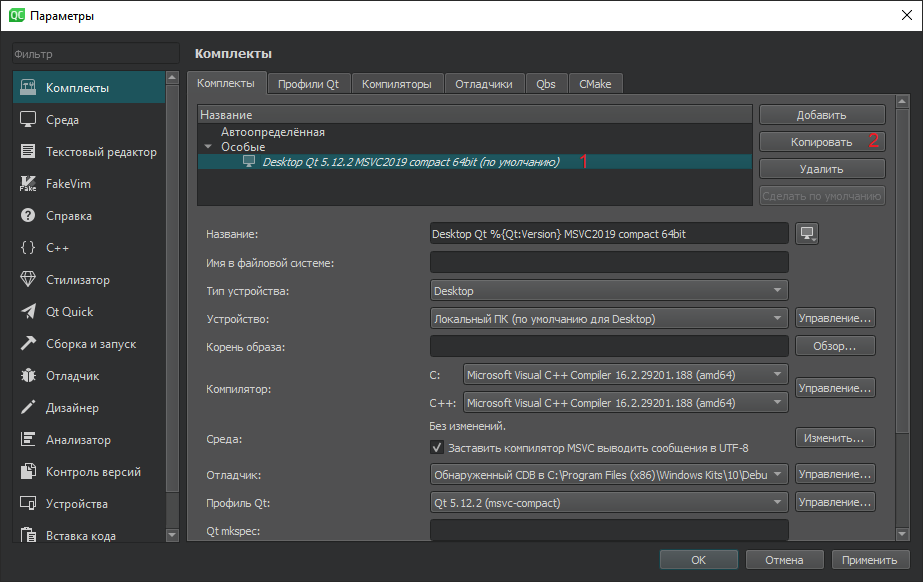 QC Параметры
Фильтр
Комплекты
Среда
Текстовый редактор
FakeVim
Справка
C++
Стилизатор
Qt Quick
Сборка и запуск
Отладчик
Дизайнер
Анализатор
Контроль версий
Устройства
Вставка кода
Комплекты
Комплекты Профили Qt Компиляторы Отладчики Qbs CMake
Название
Автоопределённая
Особые
Desktop Qt 5.12.2 MSVC2019 compact 64bit (по умолчанию) 1
Добавить
Копировать 2
Удалить
Сделать по умолчанию
Название: Desktop Qt %{Qt:Version} MSVC2019 compact 64bit
Имя в файловой системе:
Тип устройства: Desktop
Устройство: Локальный ПК (по умолчанию для Desktop) Управление...
Корень образа: Обзор...
Компилятор: C: Microsoft Visual C++ Compiler 16.2.29201.188 (amd64)
C++: Microsoft Visual C++ Compiler 16.2.29201.188 (amd64) Управление...
Среда: Без изменений. Изменить...
Заставить компилятор MSVC выводить сообщения в UTF-8
Отладчик: Обнаруженный CDB в C:\Program Files (x86)\Windows Kits\10\Debu Управление...
Профиль Qt: Qt 5.12.2 (msvc-compact) Управление...
Qt mkspec:
OK Отмена Применить